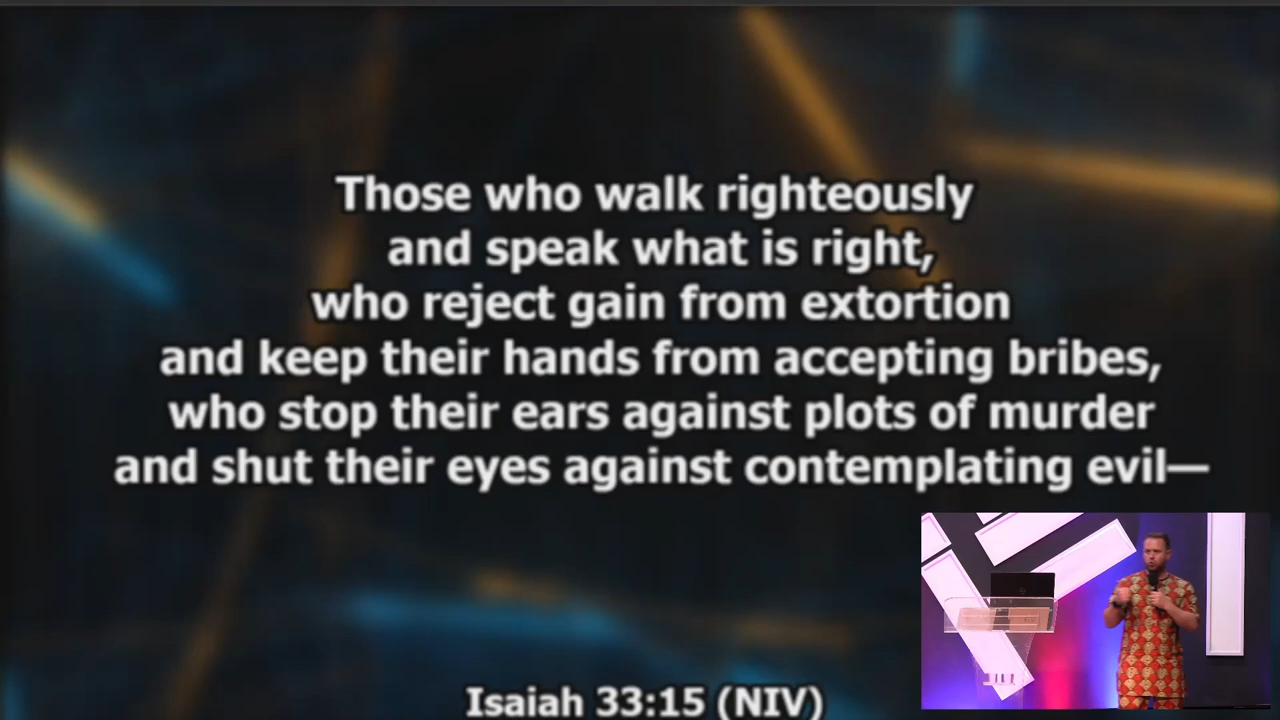 Those who walk righteously
and speak what is right,
who reject gain from extortion
and keep their hands from accepting bribes,
who stop their ears against plots of murder
and shut their eyes against contemplating evil—
Isaiah 33:15 (NIV)